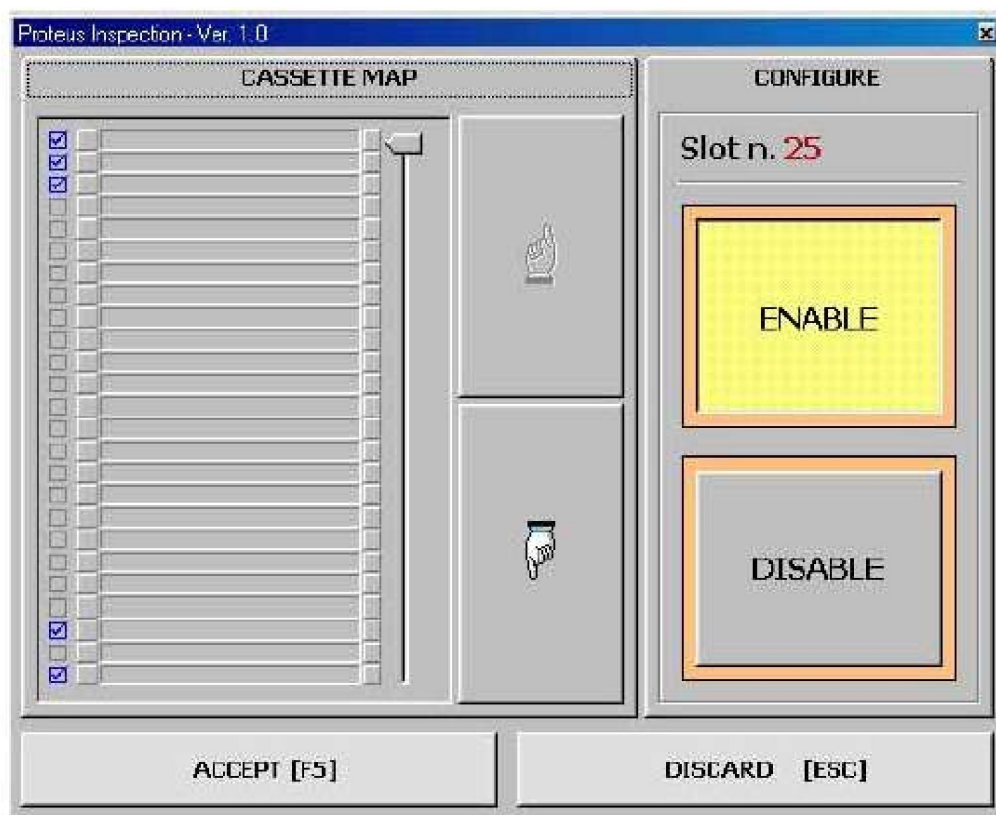 Proteus Inspection - Ver. 1.0
CASSETTE MAP
CONFIGURE
Slot n. 25
ENABLE
DISABLE
ACCEPT [F5]
DISCARD [ESC]